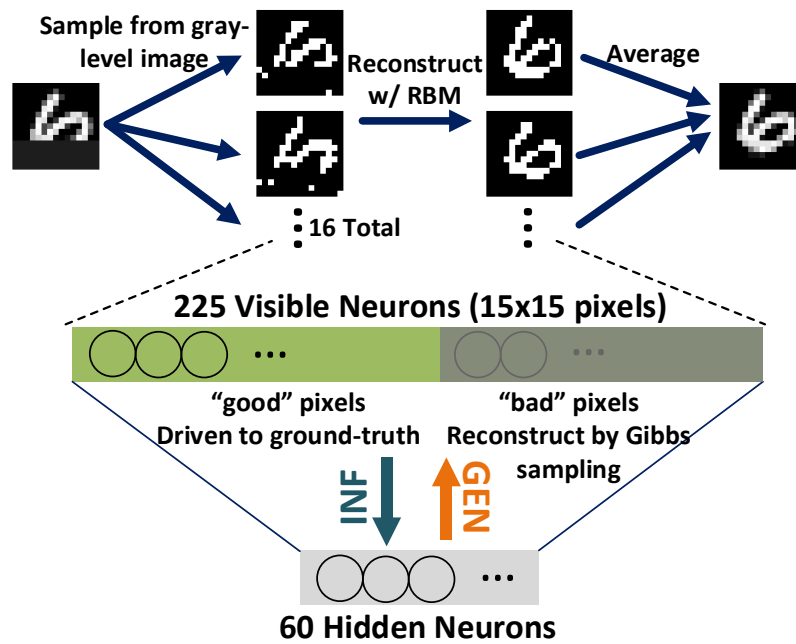 Sample from gray-
level image
Reconstruct
w/ RBM
Average
16 Total
225 Visible Neurons (15x15 pixels)
“good” pixels
Driven to ground-truth
“bad” pixels
Reconstruct by Gibbs
sampling
INF
GEN
60 Hidden Neurons